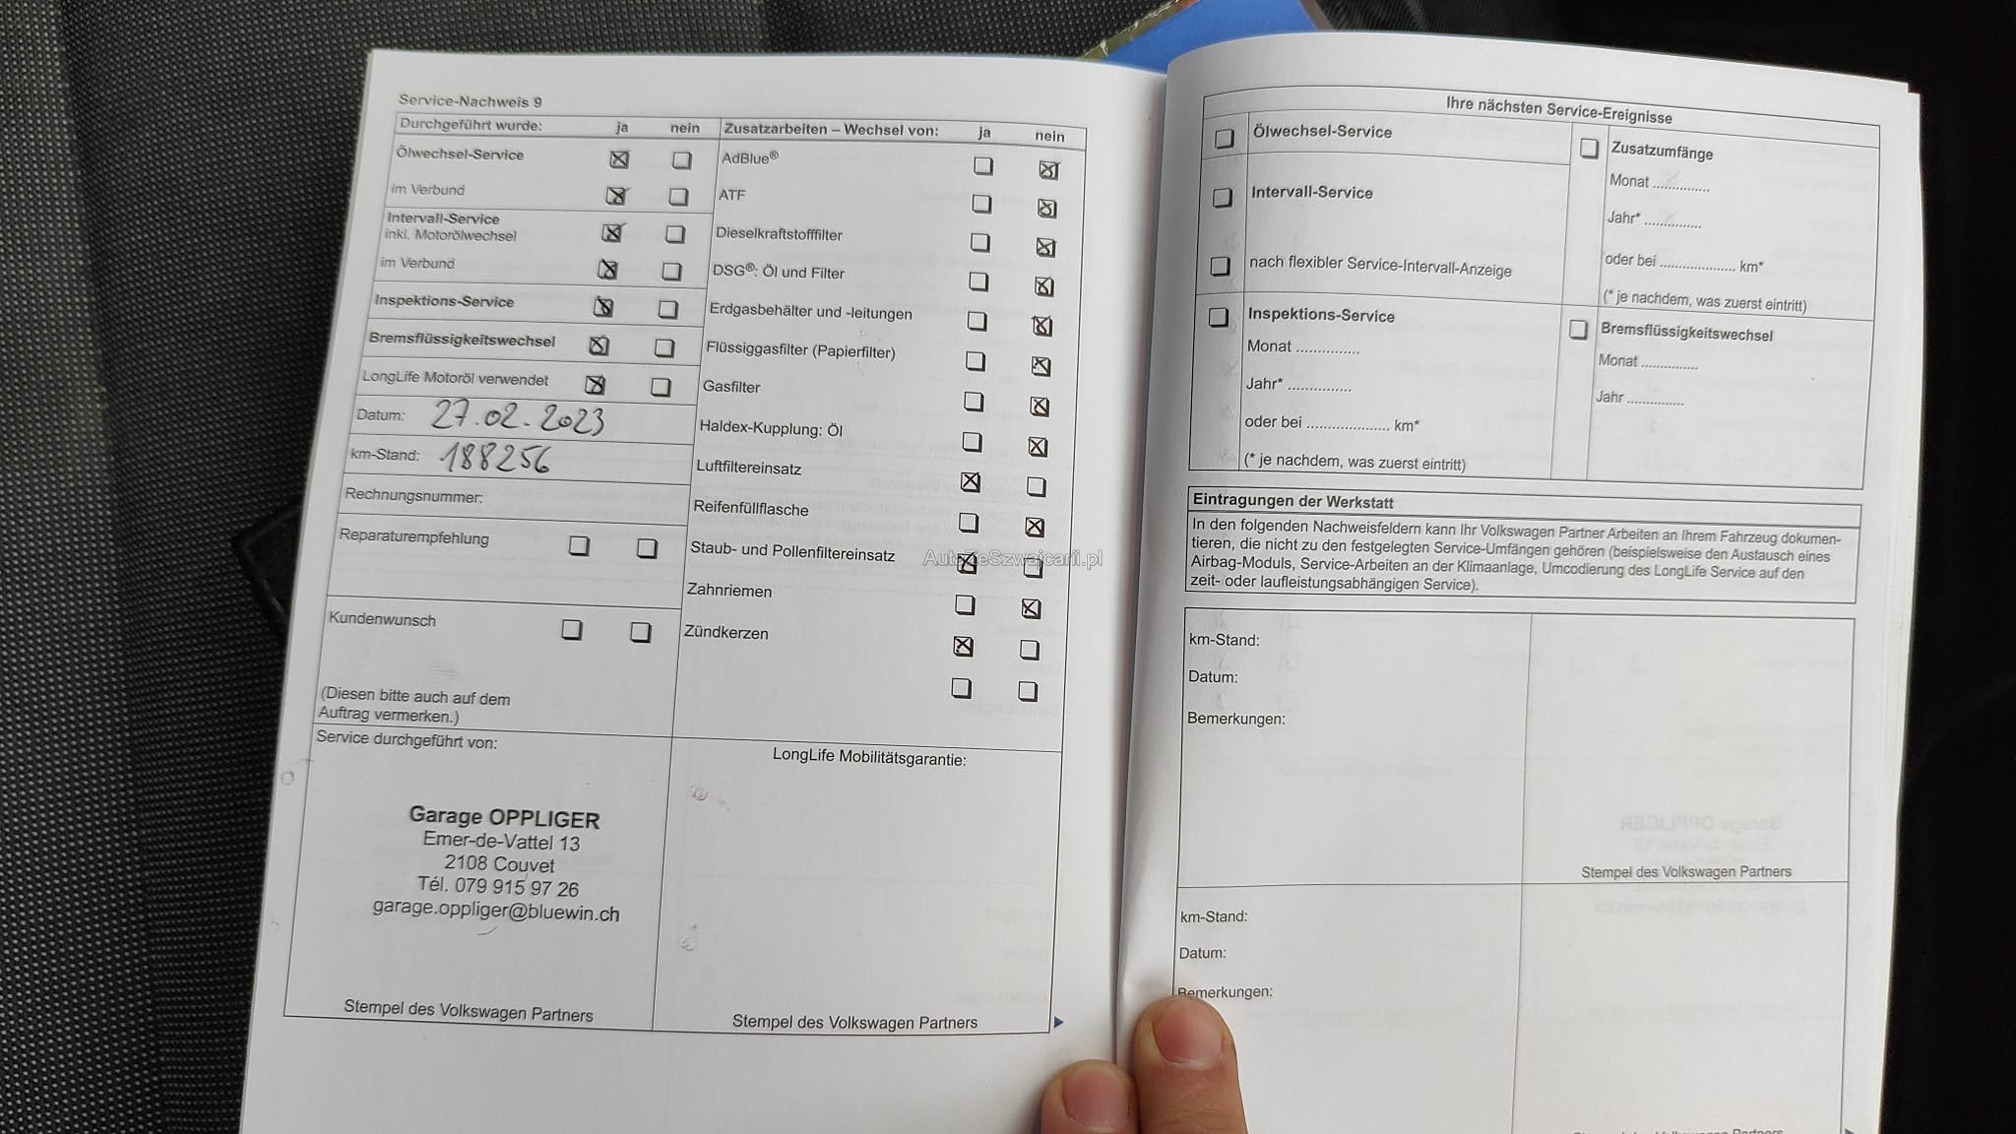 Service-Nachweis 9
Durchgeführt wurde: ja nein
Ölwechsel-Service
im Verbund
Intervall-Service
inkl. Motorölwechsel
im Verbund
Inspektions-Service
Bremsflüssigkeitswechsel
LongLife Motoröl verwendet
Datum: 27.02.2023
km-Stand: 188256
Rechnungsnummer:
Reparaturempfehlung
Kundenwunsch
(Diesen bitte auch auf dem
Auftrag vermerken.)
Zusatzarbeiten – Wechsel von: ja nein
AdBlue®
ATF
Dieselkraftstofffilter
DSG®: Öl und Filter
Erdgasbehälter und -leitungen
Flüssiggasfilter (Papierfilter)
Gasfilter
Haldex-Kupplung: Öl
Luftfiltereinsatz
Reifenfüllflasche
Staub- und Pollenfiltereinsatz
Zahnriemen
Zündkerzen
Service durchgeführt von:
Garage OPPLIGER
Emer-de-Vattel 13
2108 Couvet
Tél. 079 915 97 26
garage.oppliger@bluewin.ch
Stempel des Volkswagen Partners
LongLife Mobilitätsgarantie:
Stempel des Volkswagen Partners
AutaZeSzwajcarii.pl
Ihre nächsten Service-Ereignisse
Ölwechsel-Service
Intervall-Service
nach flexibler Service-Intervall-Anzeige
Inspektions-Service
Monat ...............
Jahr* ...............
oder bei .................... km*
(* je nachdem, was zuerst eintritt)
Zusatzumfänge
Monat ..............
Jahr* ..............
oder bei .................... km*
(* je nachdem, was zuerst eintritt)
Bremsflüssigkeitswechsel
Monat ..............
Jahr ..............
Eintragungen der Werkstatt
In den folgenden Nachweisfeldern kann Ihr Volkswagen Partner Arbeiten an Ihrem Fahrzeug dokumen-
tieren, die nicht zu den festgelegten Service-Umfängen gehören (beispielsweise den Austausch eines
Airbag-Moduls, Service-Arbeiten an der Klimaanlage, Umcodierung des LongLife Service auf den
zeit- oder laufleistungsabhängigen Service).
km-Stand:
Datum:
Bemerkungen:
Stempel des Volkswagen Partners
km-Stand:
Datum:
Bemerkungen:
Stempel des Volkswagen Partners